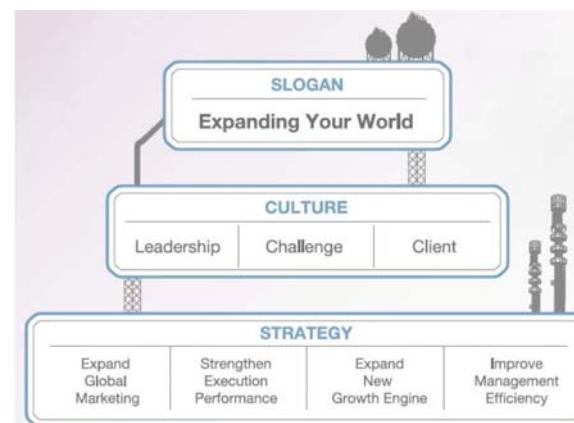 SLOGAN
Expanding Your World
CULTURE
Leadership
Challenge
Client
STRATEGY
Expand
Global
Marketing
Strengthen
Execution
Performance
Expand
New
Growth Engine
Improve
Management
Efficiency